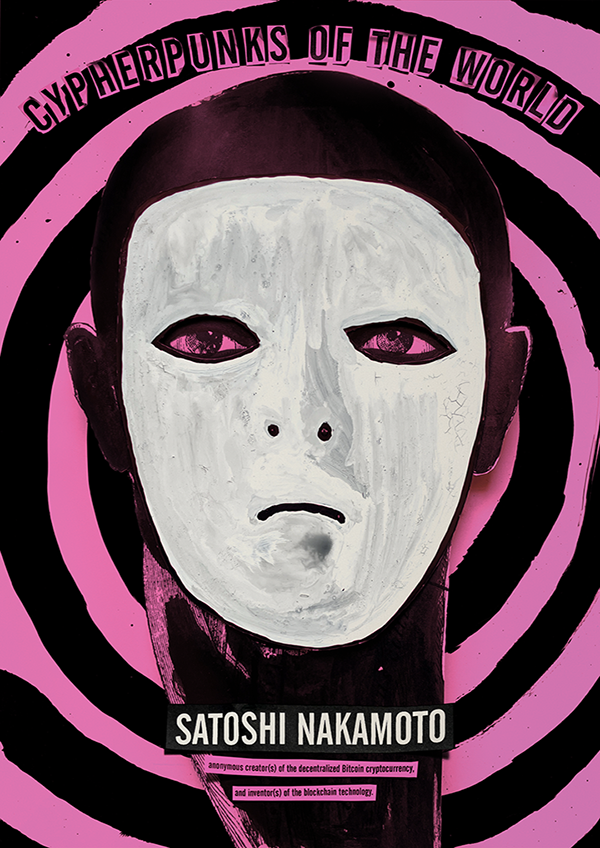 CYPHERPUNKS OF THE WORLD
SATOSHI NAKAMOTO
anonymous creator(s) of the decentralized Bitcoin cryptocurrency,
and inventor(s) of the blockchain technology.